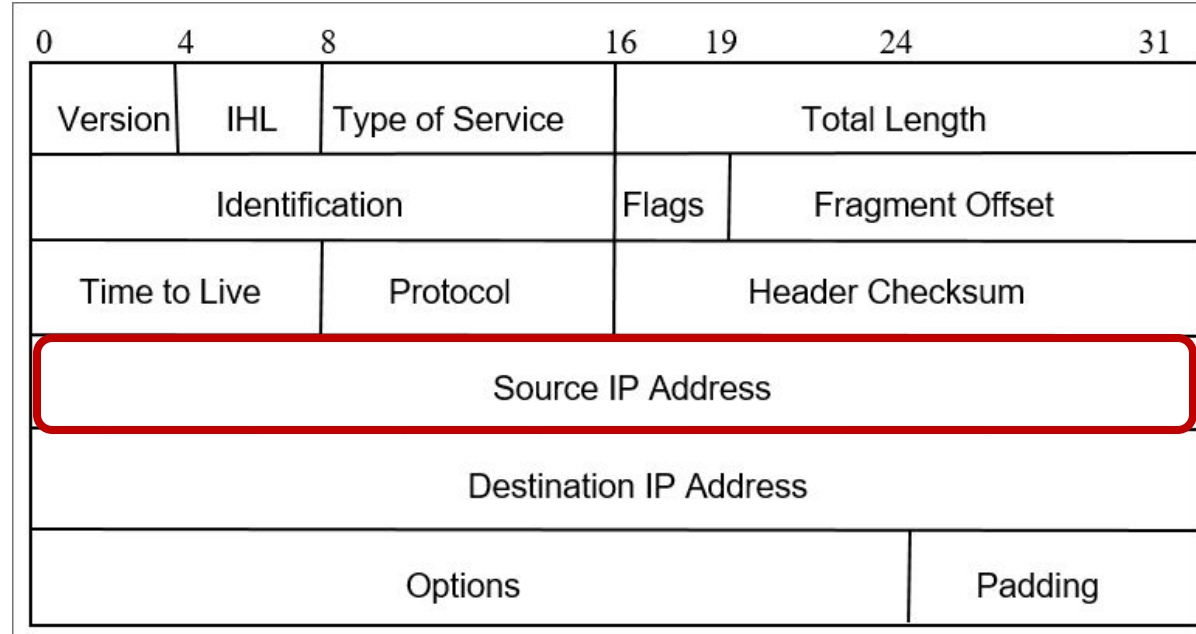 0 4 8 16 19 24 31
Version IHL Type of Service Total Length
Identification Flags Fragment Offset
Time to Live Protocol Header Checksum
Source IP Address
Destination IP Address
Options Padding